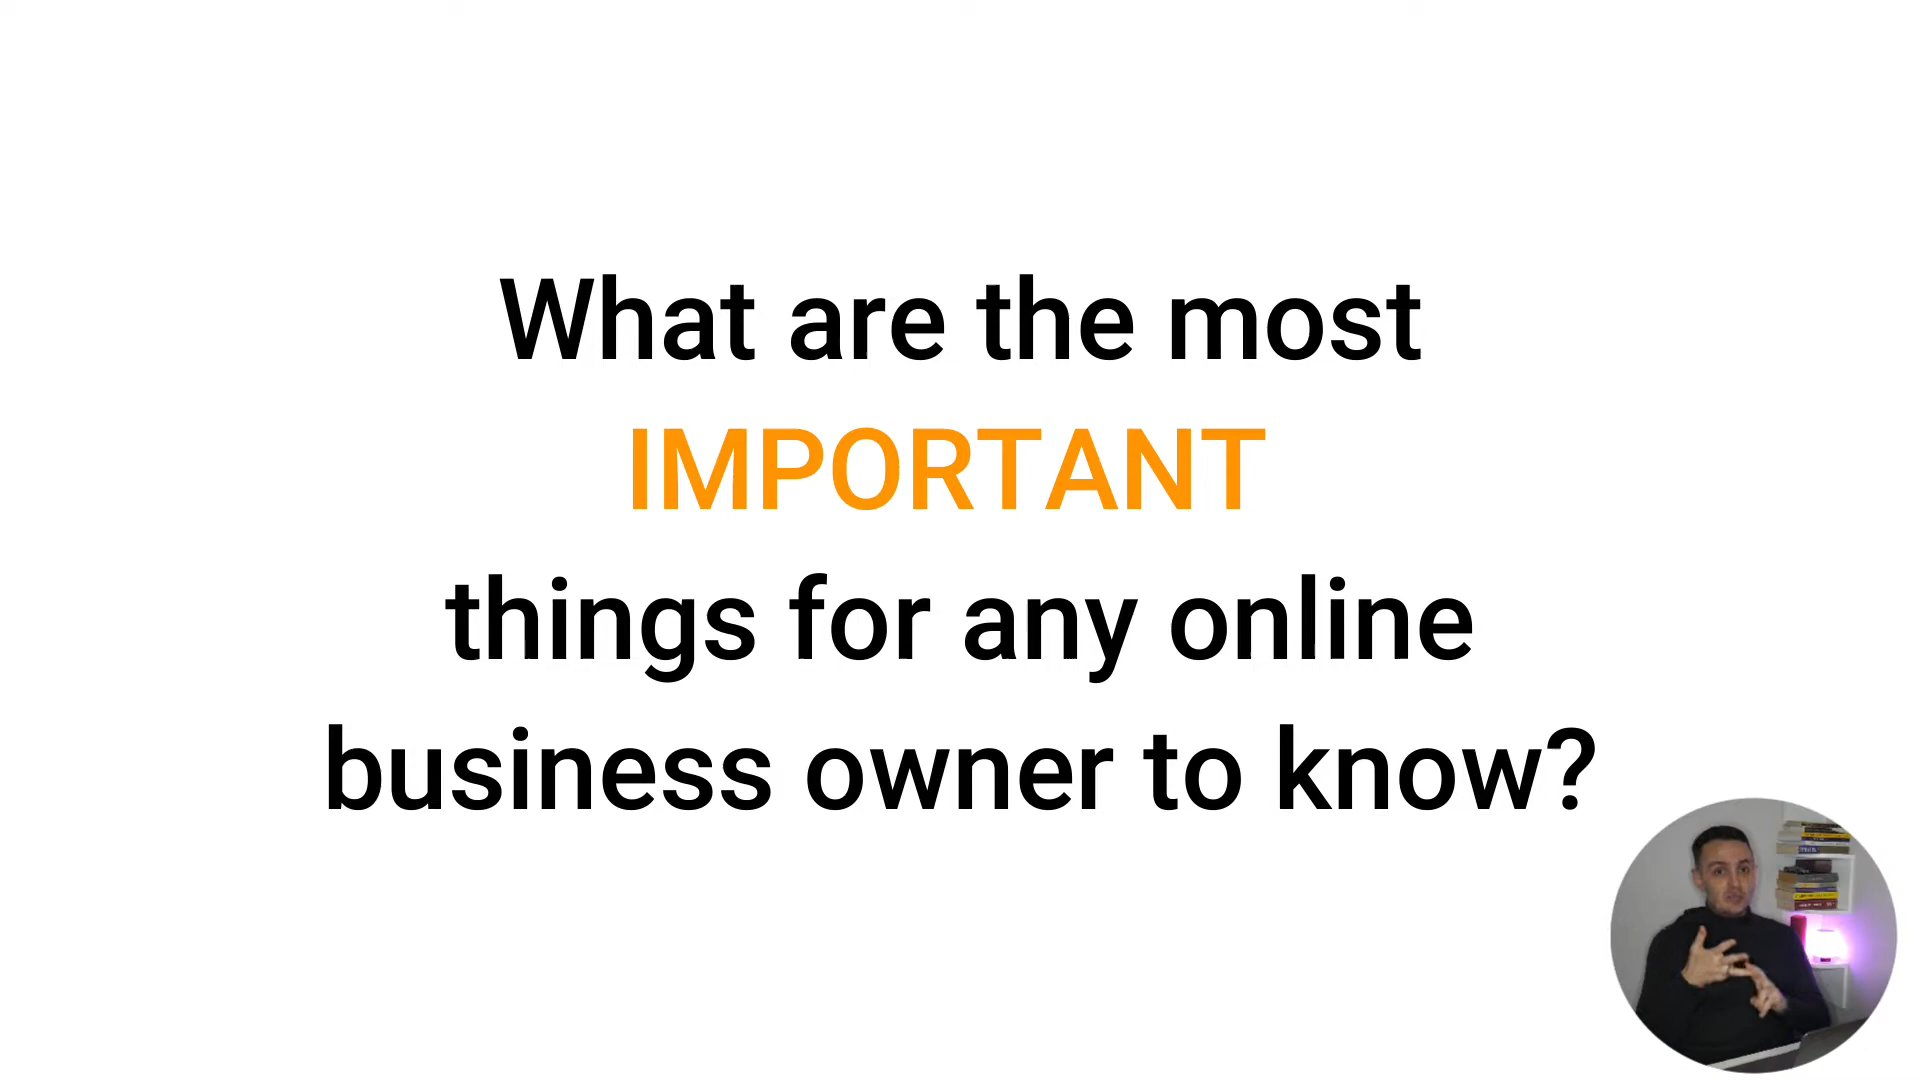 What are the most
IMPORTANT
things for any online
business owner to know?